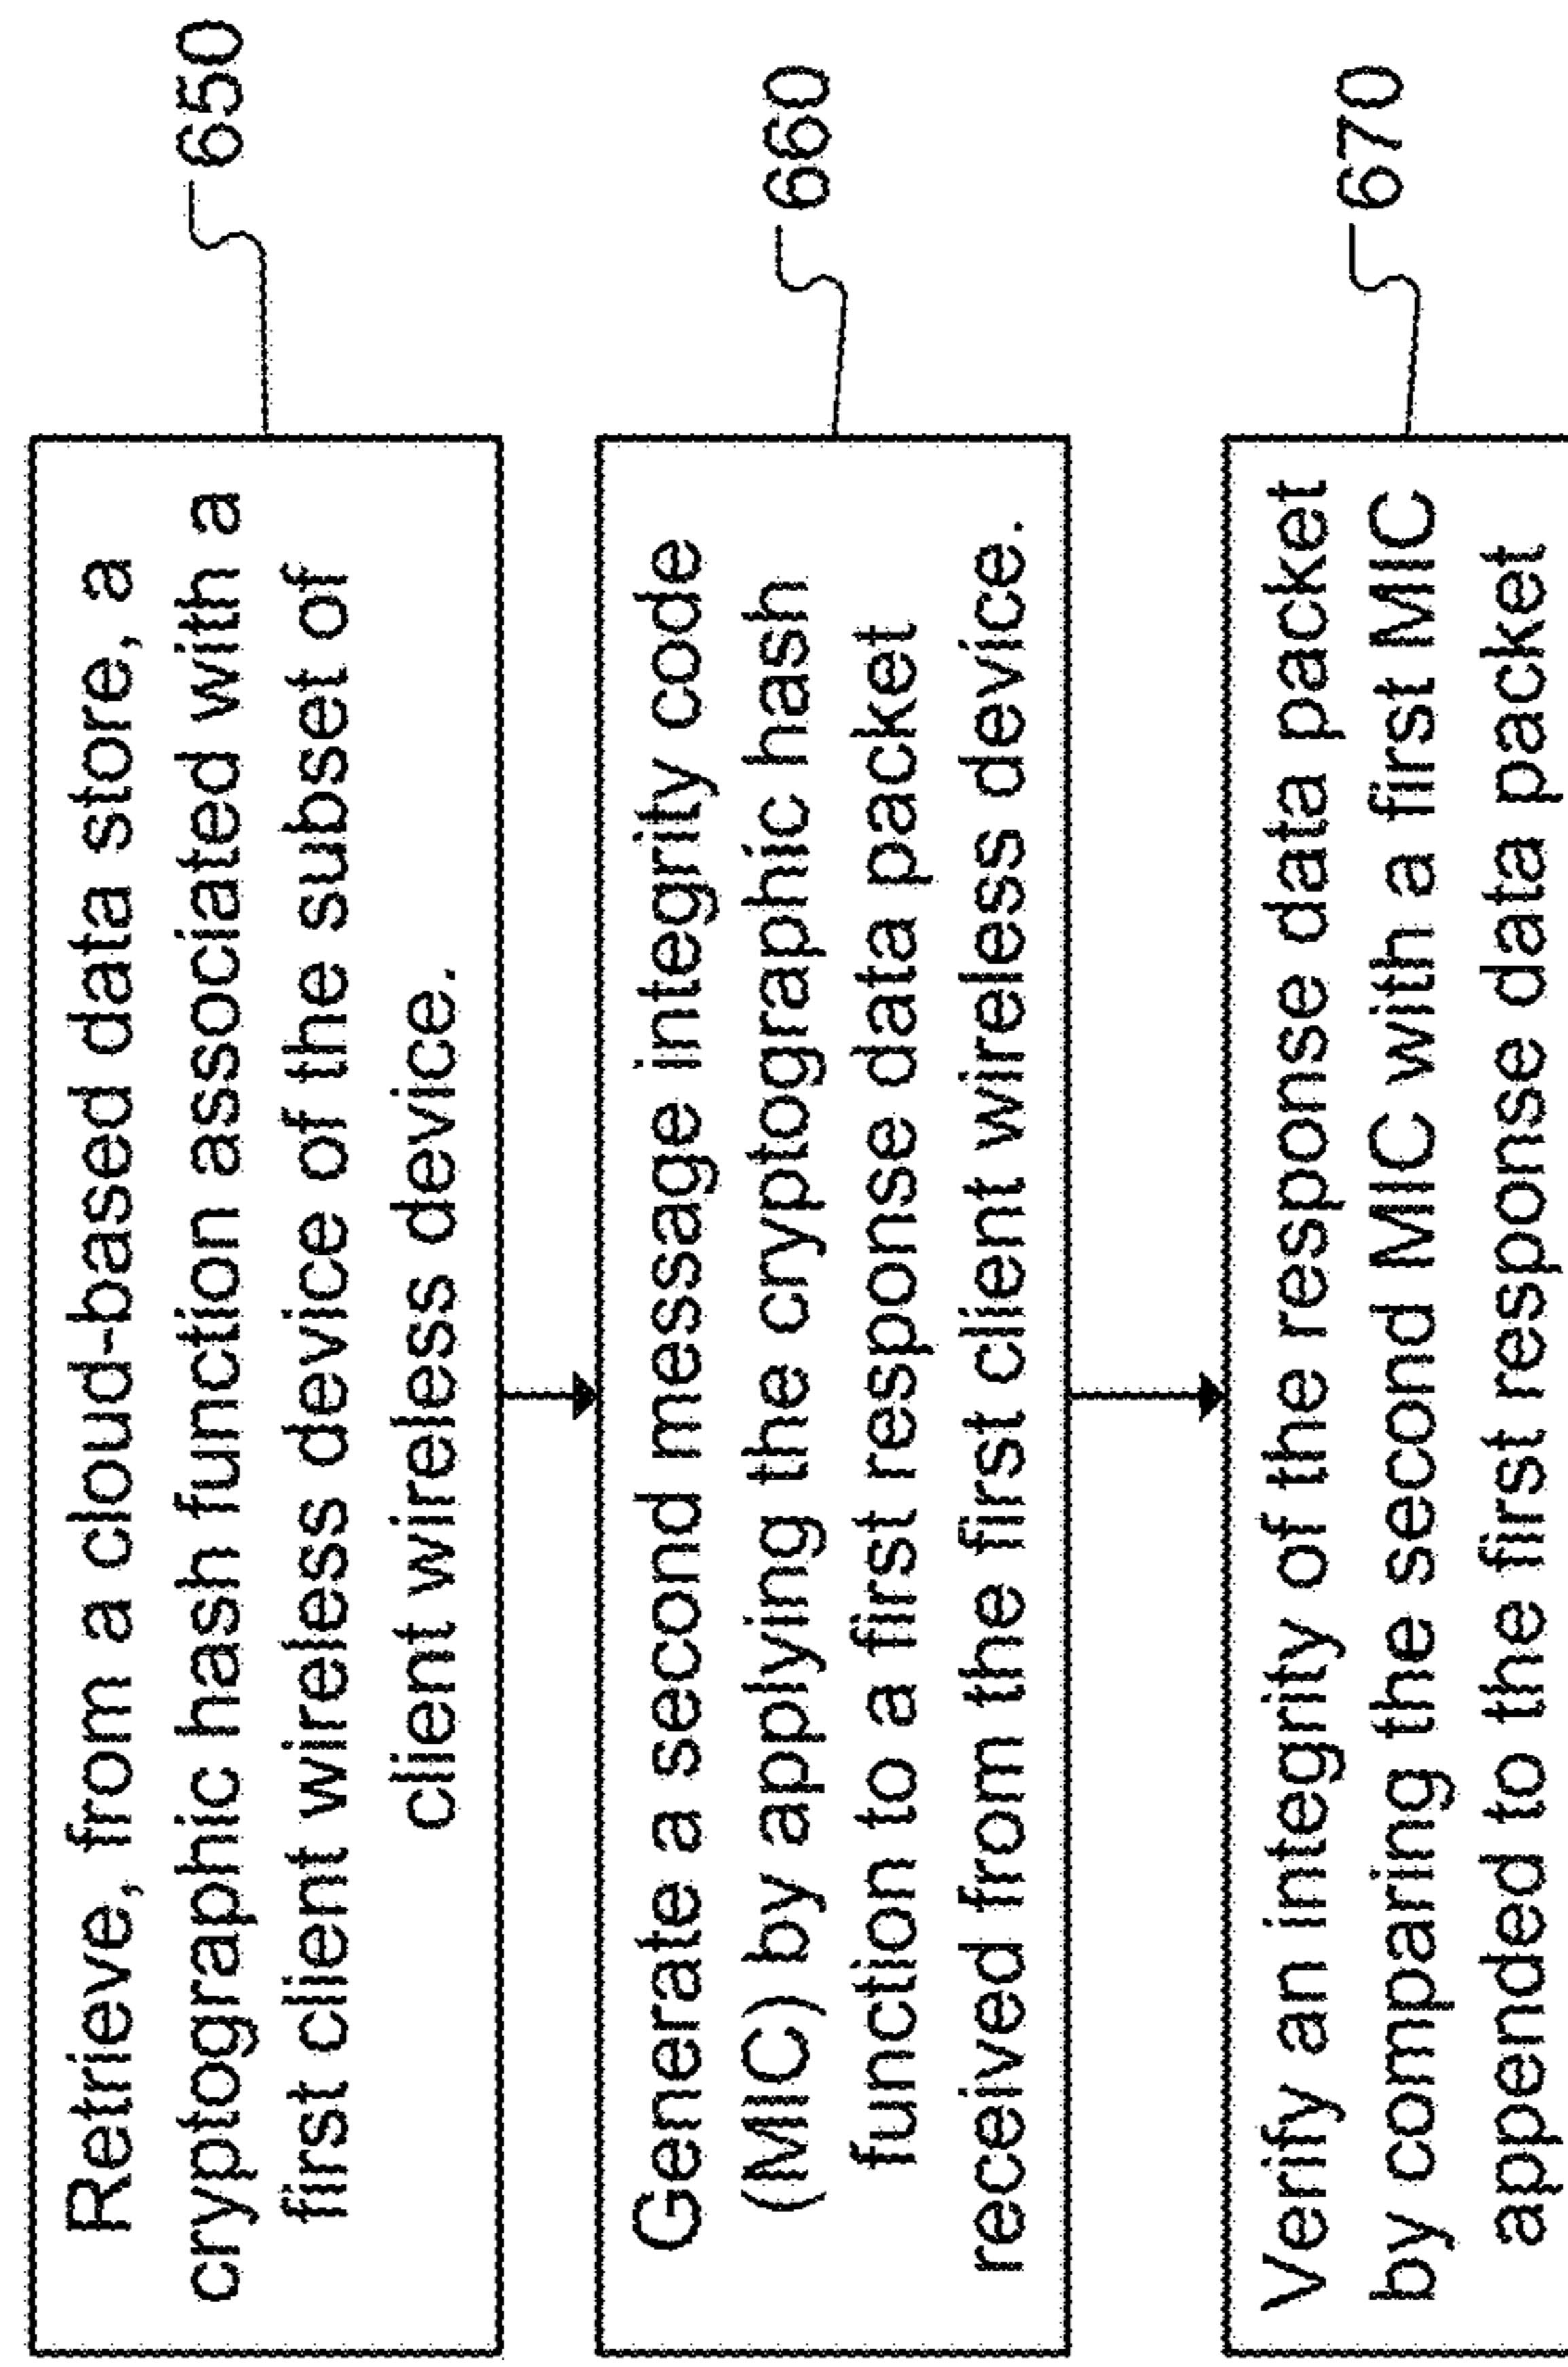 Retrieve, from a cloud-based data store, a
cryptographic hash function associated with a
first client wireless device of the subset of
client wireless device.
650
Generate a second message integrity code
(MIC) by applying the cryptographic hash
function to a first response data packet
received from the first client wireless device.
660
Verify an integrity of the response data packet
by comparing the second MIC with a first MIC
appended to the first response data packet
670